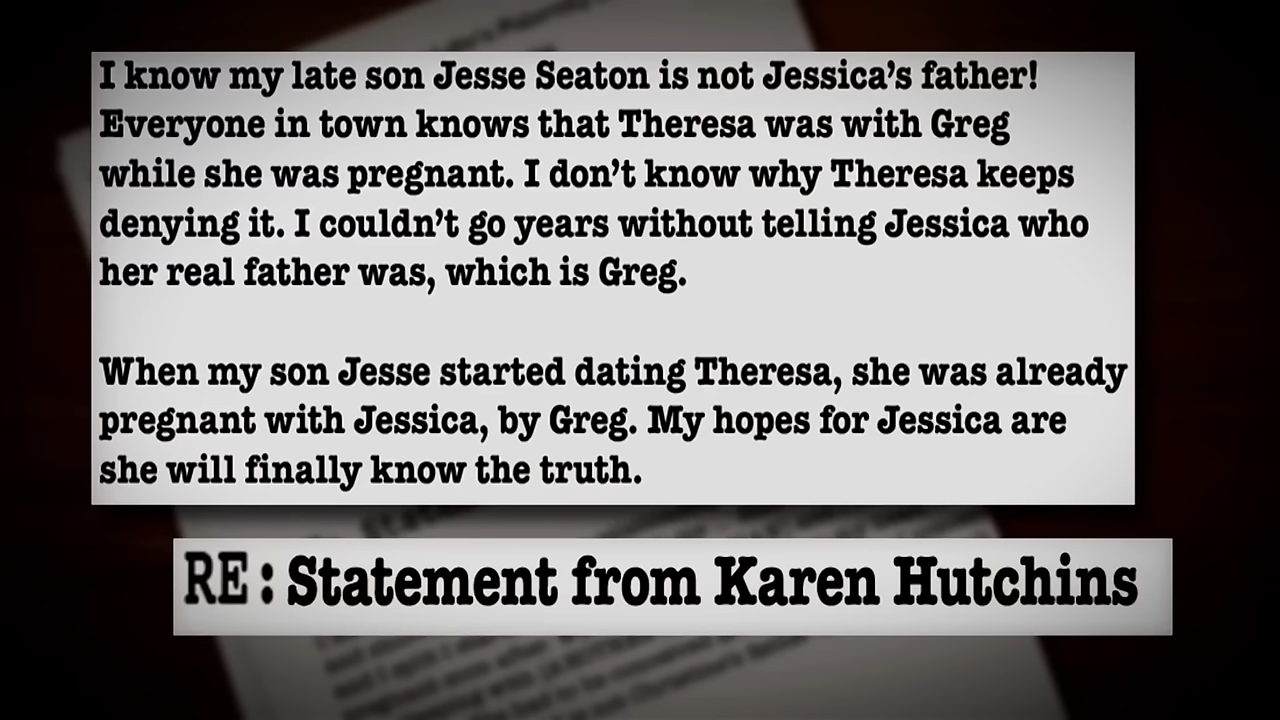 I know my late son Jesse Seaton is not Jessica's father!
Everyone in town knows that Theresa was with Greg
while she was pregnant. I don't know why Theresa keeps
denying it. I couldn't go years without telling Jessica who
her real father was, which is Greg.
When my son Jesse started dating Theresa, she was already
pregnant with Jessica, by Greg. My hopes for Jessica are
she will finally know the truth.
RE: Statement from Karen Hutchins